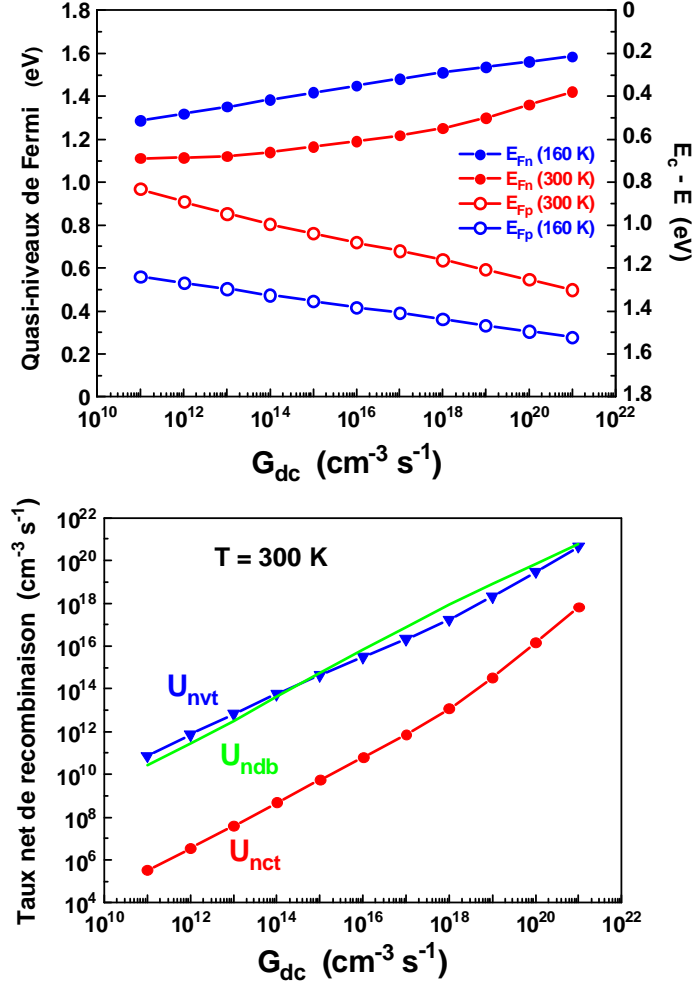 Quasi-niveaux de Fermi (eV)
1.8
1.6
1.4
1.2
1.0
0.8
0.6
0.4
0.2
0
0
0.2
0.4
0.6
0.8
1.0
1.2
1.4
1.6
1.8
E_c - E (eV)
E_Fn (160 K)
E_Fn (300 K)
E_Fp (300 K)
E_Fp (160 K)
10^10 10^12 10^14 10^16 10^18 10^20 10^22
G_dc (cm^-3 s^-1)
Taux net de recombinaison (cm^-3 s^-1)
10^22
10^20
10^18
10^16
10^14
10^12
10^10
10^8
10^6
10^4
T = 300 K
U_nvt
U_ndb
U_nct
10^10 10^12 10^14 10^16 10^18 10^20 10^22
G_dc (cm^-3 s^-1)